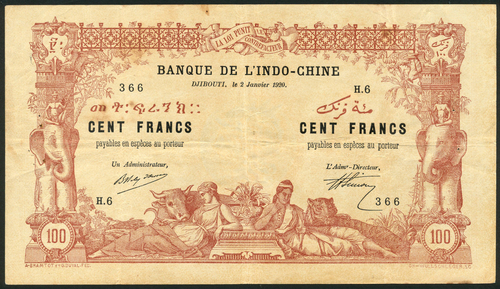 LA LOI PUNIT LE CONTREFACTEUR
BANQUE DE L'INDO-CHINE
366
DJIBOUTI, le 2 Janvier 1920.
H.6
مئة فرنك
CENT FRANCS
CENT FRANCS
payables en espèces au porteur
payables en espèces au porteur
Un Administrateur,
L'Admr-Directeur,
H.6
366
100
100